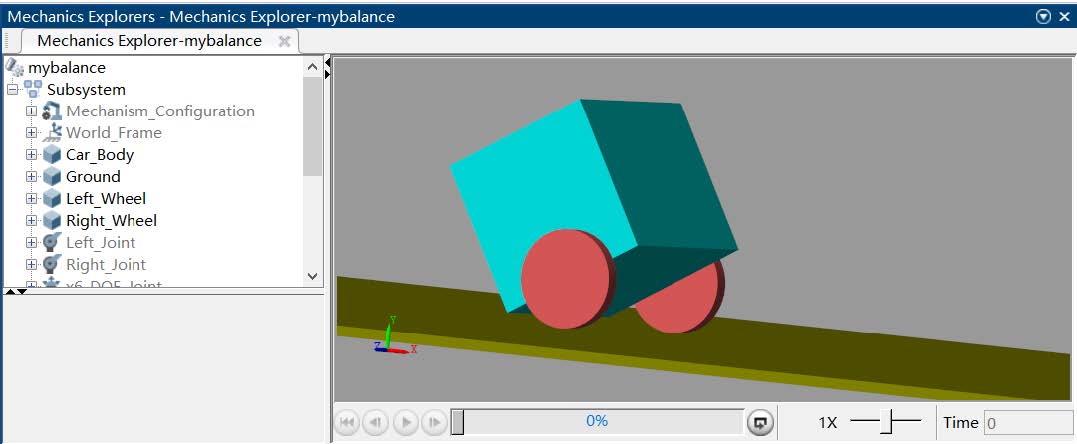 Mechanics Explorers - Mechanics Explorer-mybalance
Mechanics Explorer-mybalance
mybalance
Subsystem
Mechanism_Configuration
World_Frame
Car_Body
Ground
Left_Wheel
Right_Wheel
Left_Joint
Right_Joint
x6_DOF_Joint
Y
Z
X
0%
1X
Time
0